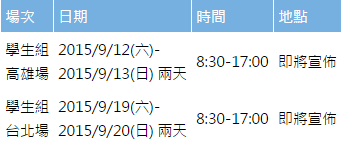 場次 日期 時間 地點
學生組 2015/9/12(六)-
高雄場 2015/9/13(日) 兩天 8:30-17:00 即將宣佈
學生組 2015/9/19(六)-
台北場 2015/9/20(日) 兩天 8:30-17:00 即將宣佈